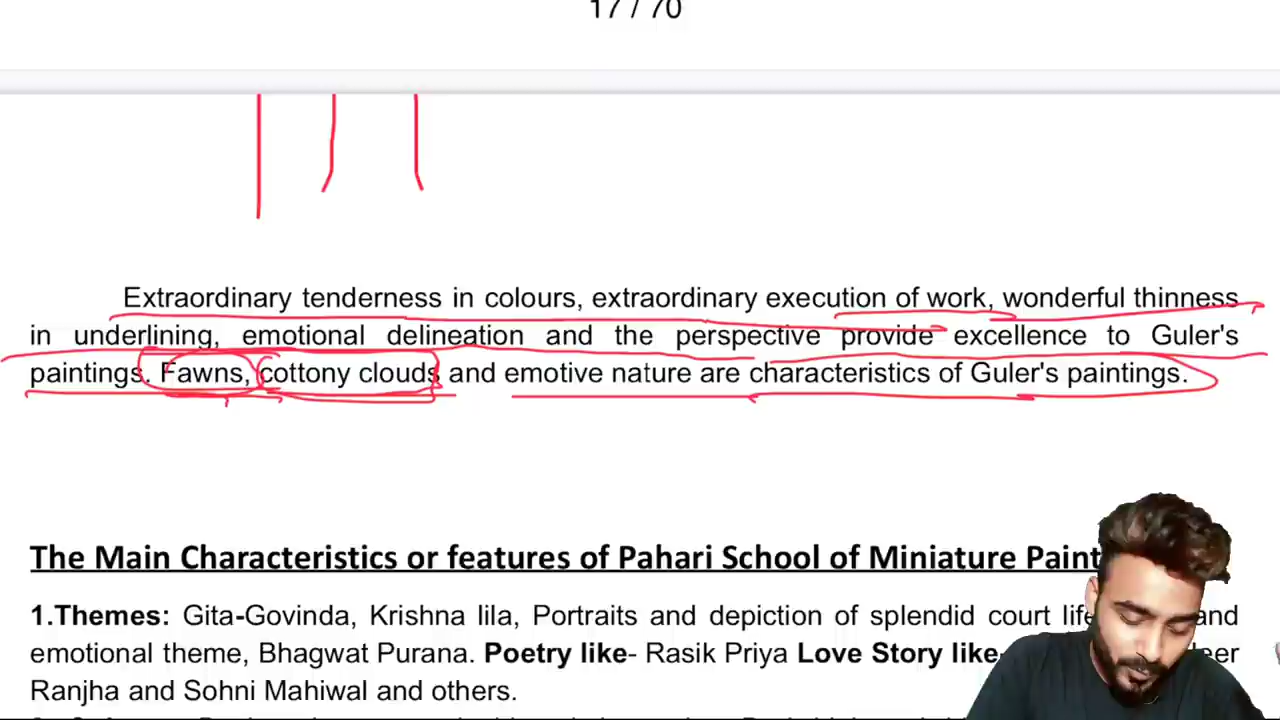 17 / 70
Extraordinary tenderness in colours, extraordinary execution of work, wonderful thinness
in underlining, emotional delineation and the perspective provide excellence to Guler's
paintings. Fawns, cottony clouds and emotive nature are characteristics of Guler's paintings.
The Main Characteristics or features of Pahari School of Miniature Paint
1.Themes: Gita-Govinda, Krishna lila, Portraits and depiction of splendid court life and
emotional theme, Bhagwat Purana. Poetry like- Rasik Priya Love Story like-
Ranjha and Sohni Mahiwal and others.